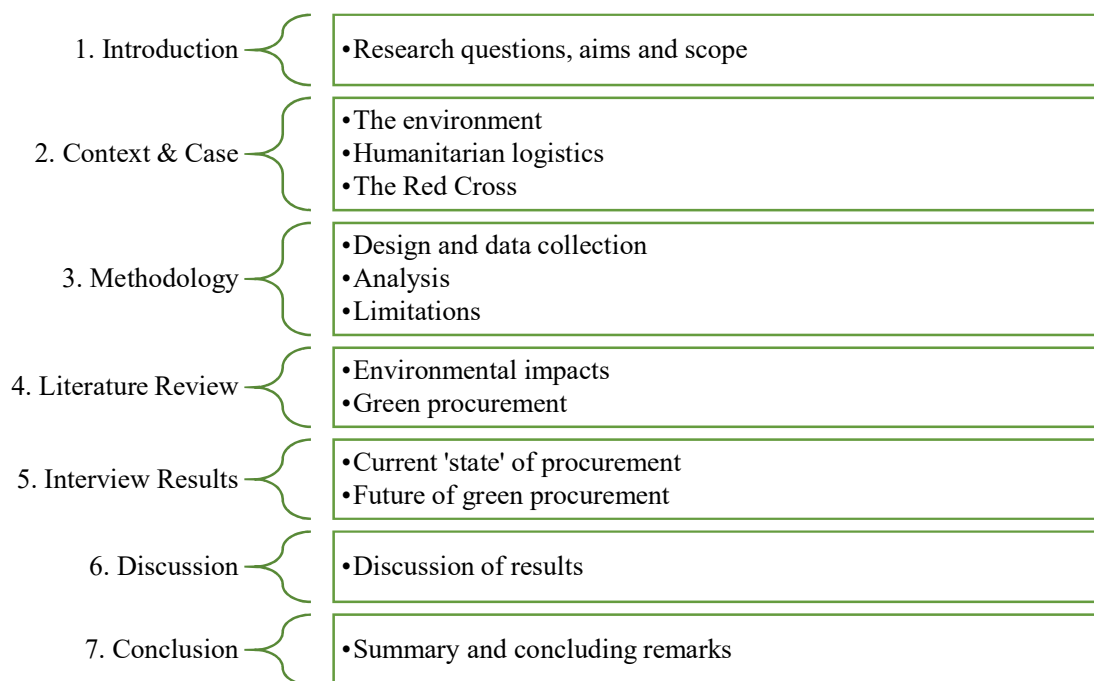 1. Introduction
•Research questions, aims and scope
2. Context & Case
•The environment
•Humanitarian logistics
•The Red Cross
3. Methodology
•Design and data collection
•Analysis
•Limitations
4. Literature Review
•Environmental impacts
•Green procurement
5. Interview Results
•Current 'state' of procurement
•Future of green procurement
6. Discussion
•Discussion of results
7. Conclusion
•Summary and concluding remarks